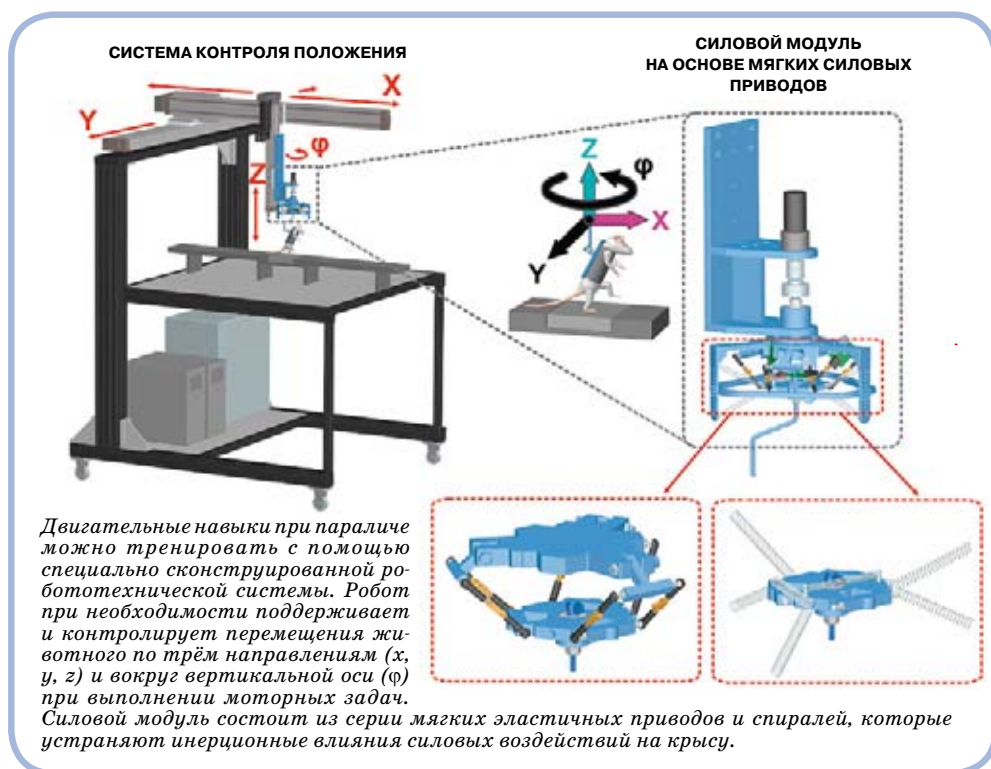 СИСТЕМА КОНТРОЛЯ ПОЛОЖЕНИЯ
СИЛОВОЙ МОДУЛЬ
НА ОСНОВЕ МЯГКИХ СИЛОВЫХ
ПРИВОДОВ
X
Y
φ
Z
Z
φ
X
Y
Двигательные навыки при параличе
можно тренировать с помощью
специально сконструированной ро-
бототехнической системы. Робот
при необходимости поддерживает
и контролирует перемещения жи-
вотного по трём направлениям (x,
y, z) и вокруг вертикальной оси (φ)
при выполнении моторных задач.
Силовой модуль состоит из серии мягких эластичных приводов и спиралей, которые
устраняют инерционные влияния силовых воздействий на крысу.